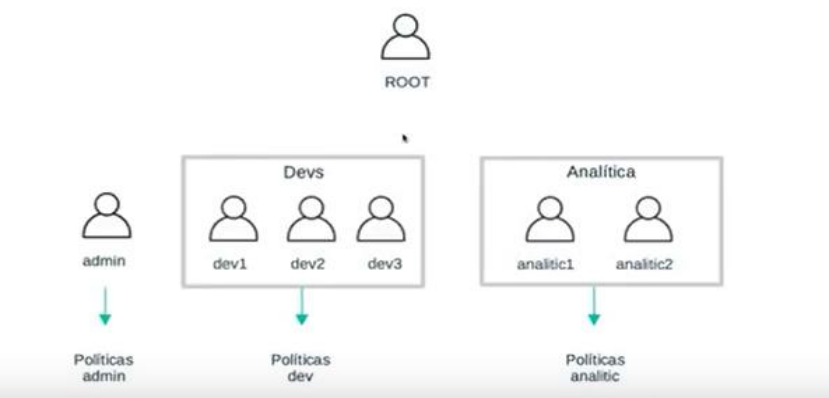 ROOT
Devs
Analítica
admin
dev1
dev2
dev3
analitic1
analitic2
Políticas
admin
Políticas
dev
Políticas
analitic